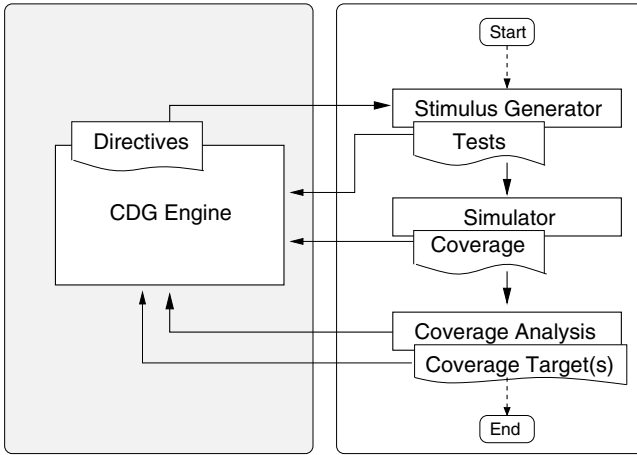 Start
Stimulus Generator
Directives
Tests
CDG Engine
Simulator
Coverage
Coverage Analysis
Coverage Target(s)
End